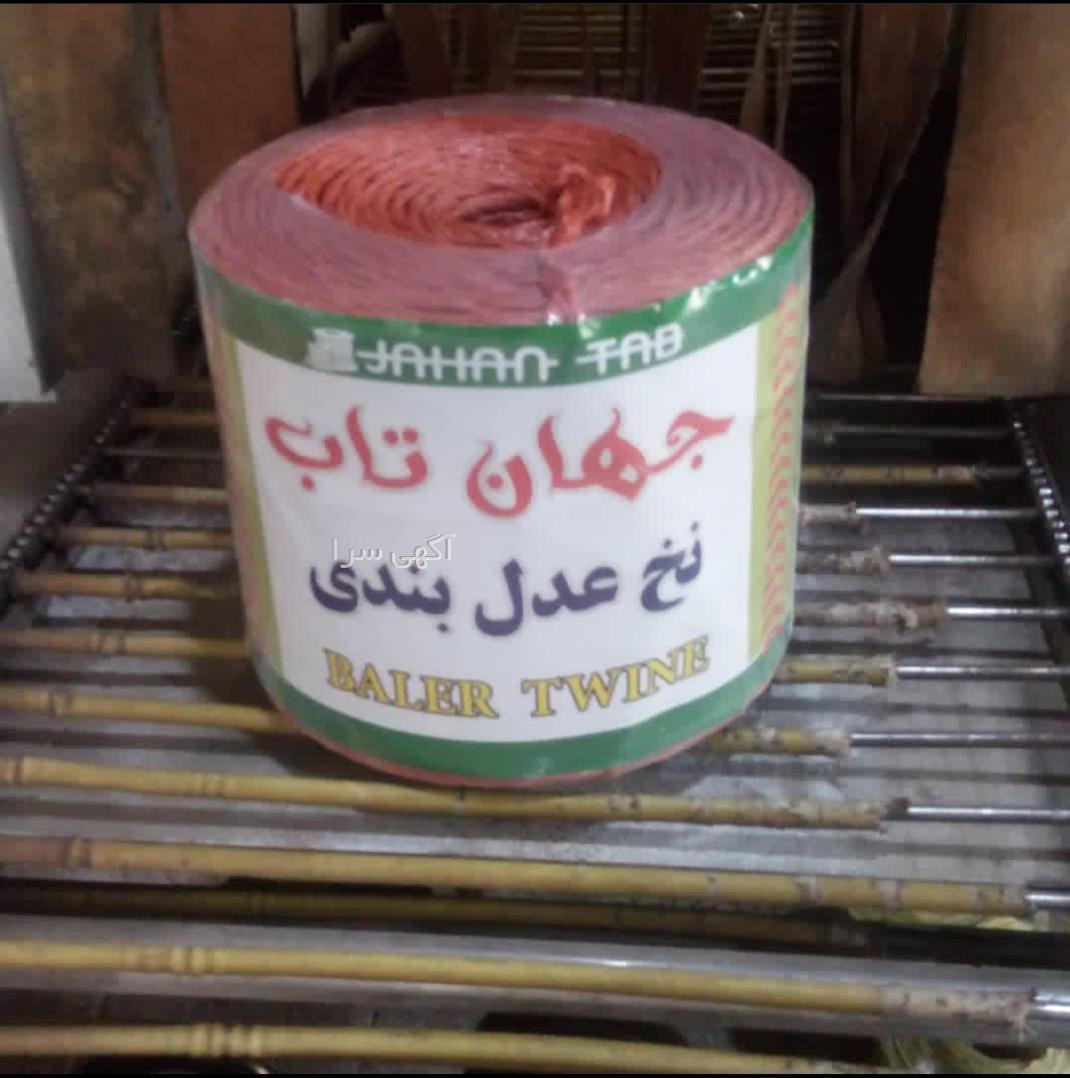 JAHAN TAB
جهان تاب
آگهی سرا
نخ عدل بندی
BALER TWINE